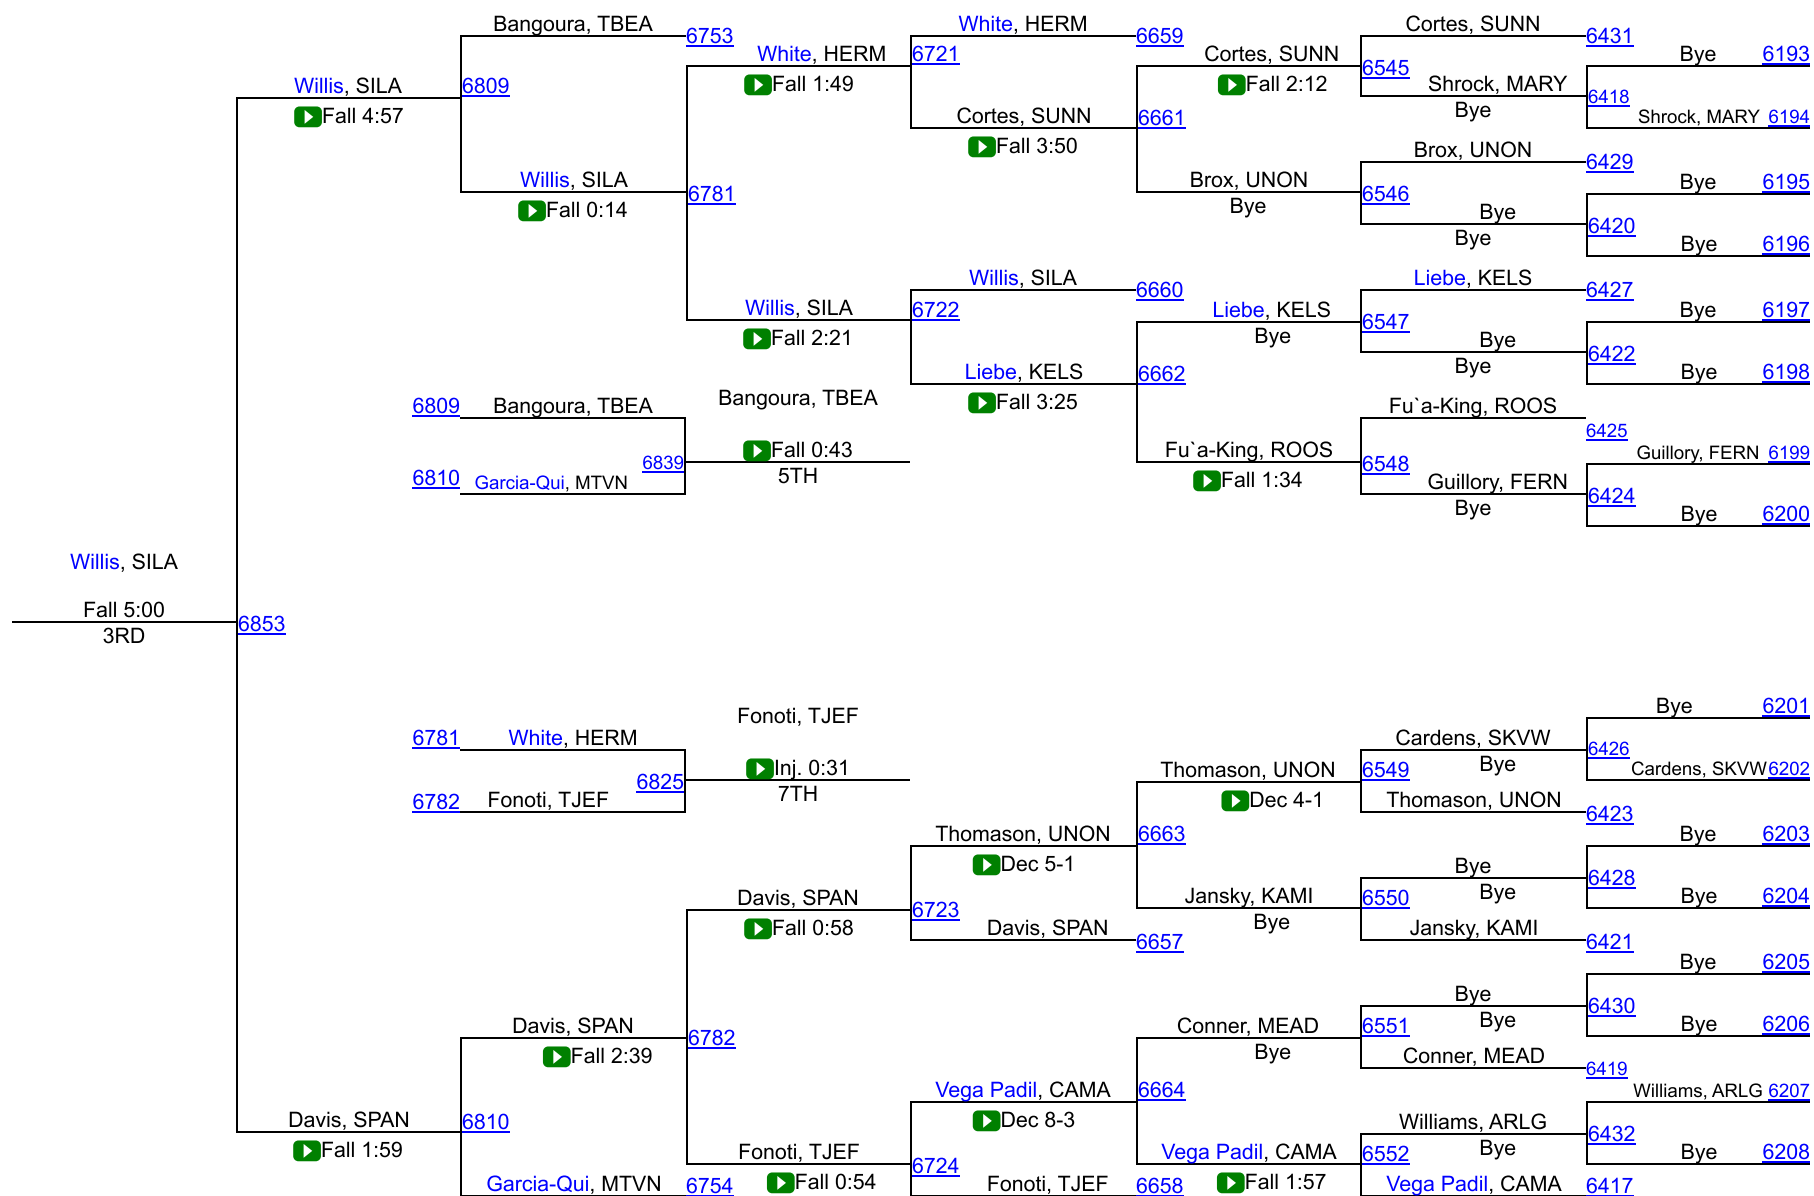 Bangoura, TBEA
6753
White, HERM
6659
Cortes, SUNN
6431
White, HERM
Fall 1:49
6721
Cortes, SUNN
Fall 2:12
6545
Bye
6193
Willis, SILA
Fall 4:57
6809
Shrock, MARY
Bye
6418
Shrock, MARY 6194
Cortes, SUNN
Fall 3:50
6661
Brox, UNON
6429
Willis, SILA
Fall 0:14
6781
Brox, UNON
Bye
6546
Bye
6195
Bye
Bye
6420
Bye
6196
Willis, SILA
6660
Liebe, KELS
6427
Willis, SILA
Fall 2:21
6722
Liebe, KELS
Bye
6547
Bye
6197
Bye
Bye
6422
Liebe, KELS
Fall 3:25
6662
Bye
6198
6809
Bangoura, TBEA
Bangoura, TBEA
Fu`a-King, ROOS
6425
Fall 0:43
5TH
6839
6810
Garcia-Qui, MTVN
Fu`a-King, ROOS
Fall 1:34
6548
Guillory, FERN 6199
Guillory, FERN
Bye
6424
Bye
6200
Willis, SILA
Fall 5:00
3RD
6853
Fonoti, TJEF
Bye
6201
6781
White, HERM
Inj. 0:31
7TH
6825
6782
Fonoti, TJEF
Cardens, SKVW
Bye
6426
Cardens, SKVW 6202
Thomason, UNON
Dec 4-1
6549
Thomason, UNON
6423
Thomason, UNON
Dec 5-1
6663
Bye
6203
Bye
Bye
6428
Davis, SPAN
Fall 0:58
6723
Jansky, KAMI
Bye
6550
Bye
6204
Davis, SPAN
6657
Jansky, KAMI
6421
Bye
6205
Bye
Bye
6430
Davis, SPAN
Fall 2:39
6782
Conner, MEAD
Bye
6551
Bye
6206
Conner, MEAD
6419
Vega Padil, CAMA
Dec 8-3
6664
Williams, ARLG 6207
Davis, SPAN
Fall 1:59
6810
Williams, ARLG
Bye
6432
Fonoti, TJEF
Fall 0:54
6724
Vega Padil, CAMA
Fall 1:57
6552
Bye
6208
Garcia-Qui, MTVN
6754
Fonoti, TJEF
6658
Vega Padil, CAMA
6417